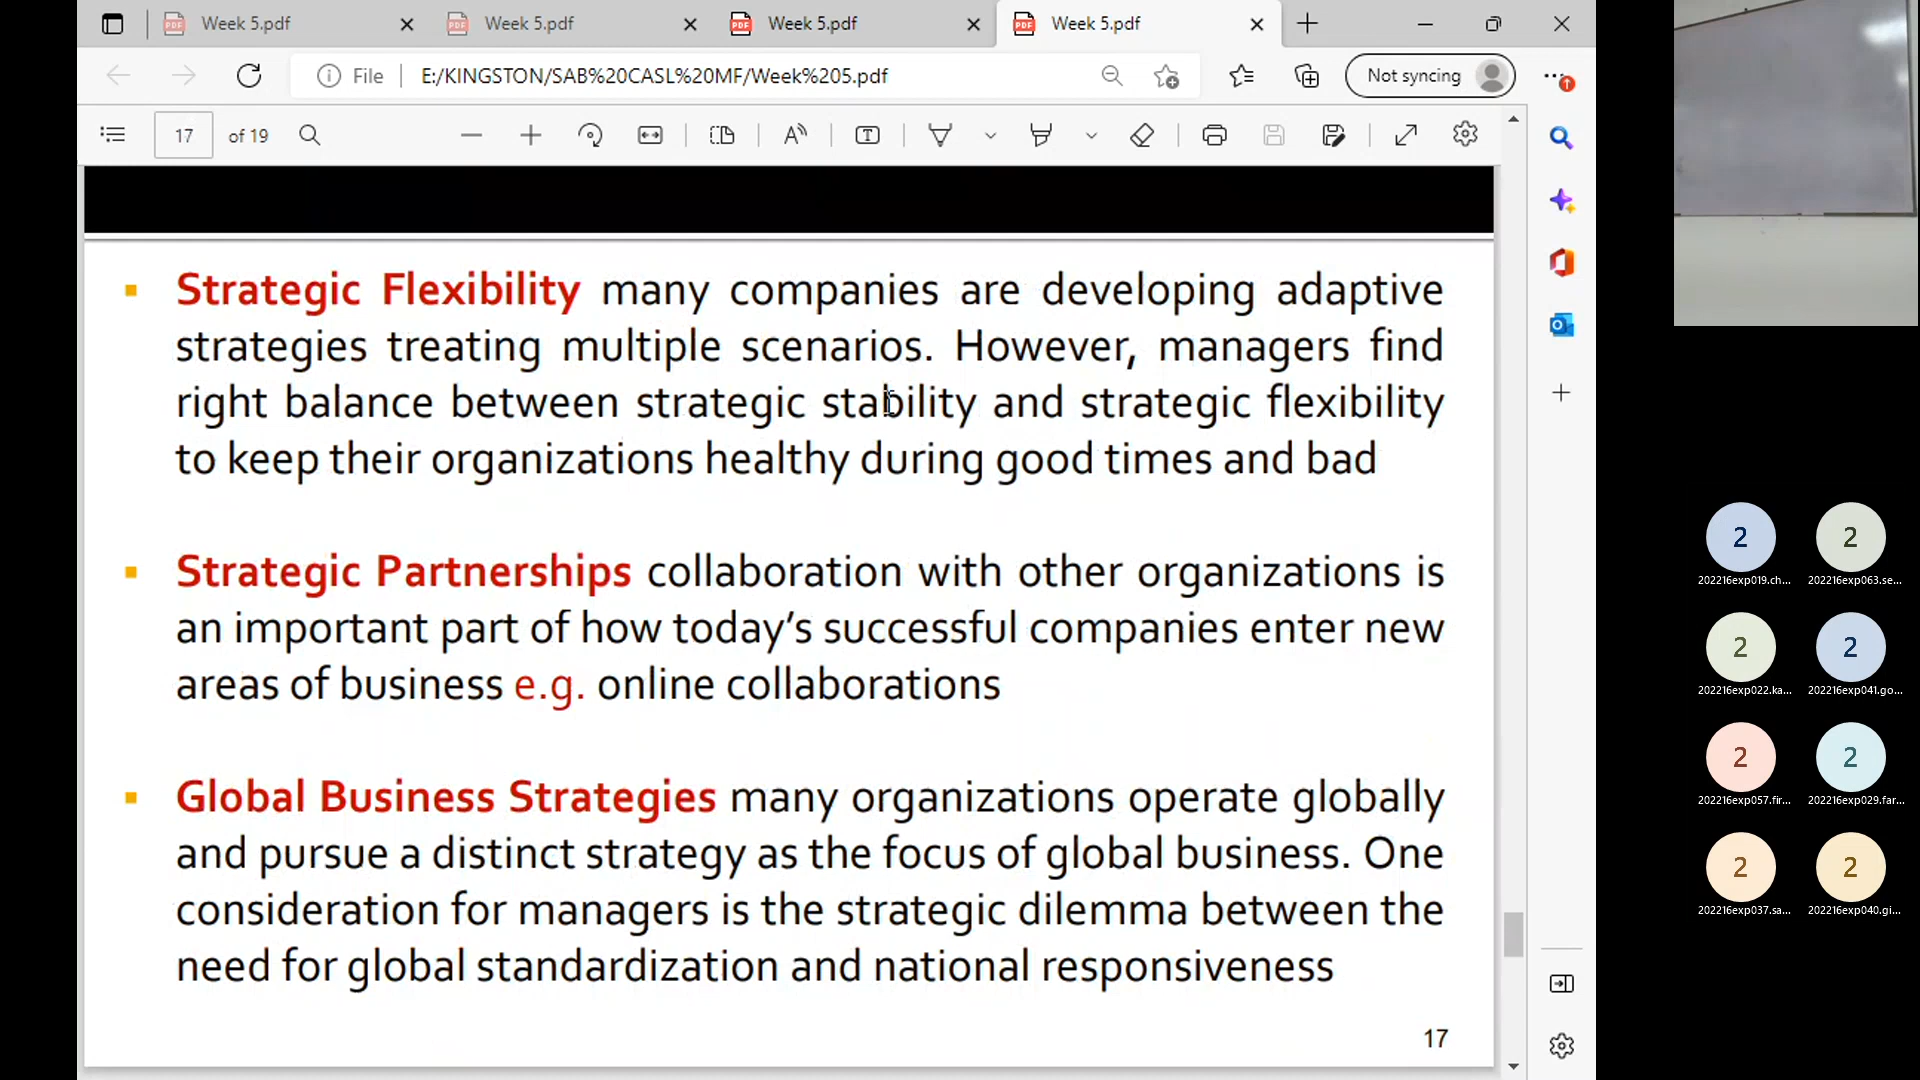 Week 5.pdf
Week 5.pdf
Week 5.pdf
Week 5.pdf
File
E:/KINGSTON/SAB%20CASL%20MF/Week%205.pdf
Not syncing
17
of 19
Strategic Flexibility many companies are developing adaptive
strategies treating multiple scenarios. However, managers find
right balance between strategic stability and strategic flexibility
to keep their organizations healthy during good times and bad
Strategic Partnerships collaboration with other organizations is
an important part of how today's successful companies enter new
areas of business e.g. online collaborations
Global Business Strategies many organizations operate globally
and pursue a distinct strategy as the focus of global business. One
consideration for managers is the strategic dilemma between the
need for global standardization and national responsiveness
17
2
2
202216exp019.ch...
202216exp063.se...
2
2
202216exp022.ka...
202216exp041.go...
2
2
202216exp057.fir...
202216exp029.far...
2
2
202216exp037.sa...
202216exp040.gi...